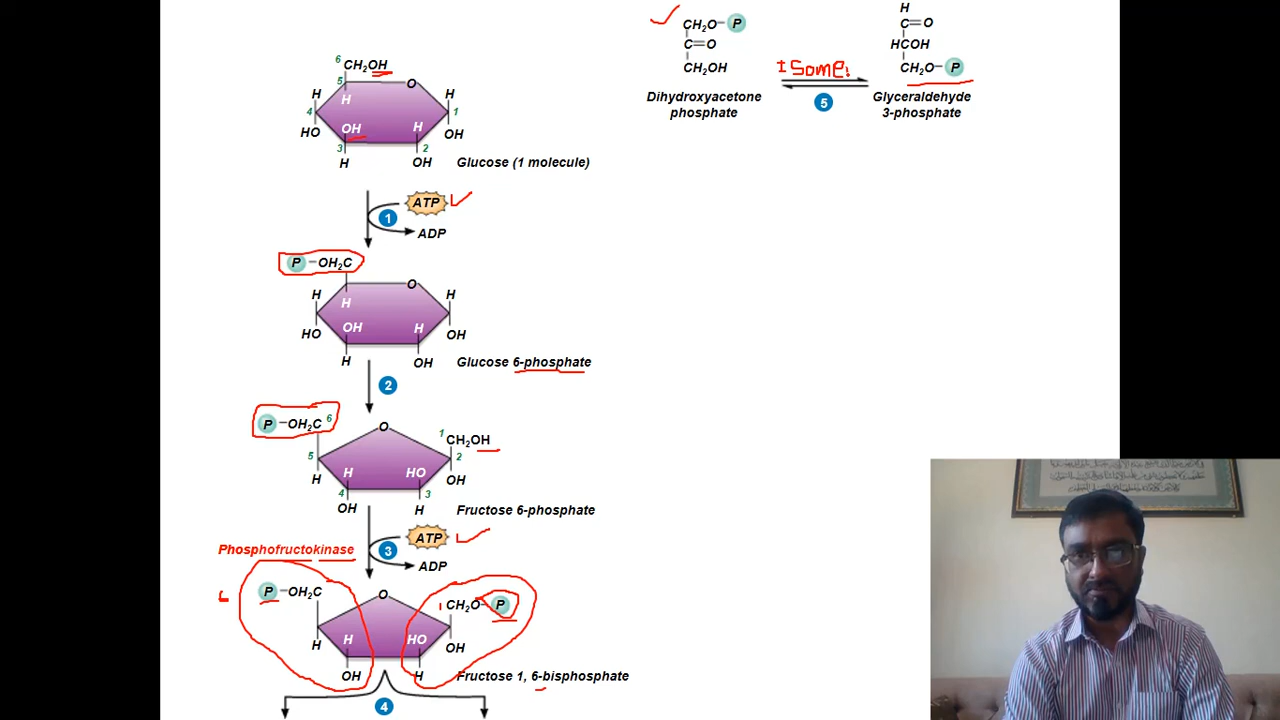 6
CH₂OH
5
O
H
H
H
4
1
OH
H
HO
OH
3
2
H
OH
Glucose (1 molecule)
ATP
1
ADP
P –OH₂C
O
H
H
H
OH
H
HO
OH
H
OH
Glucose 6-phosphate
2
P –OH₂C 6
O
1
CH₂OH
5
2
H
HO
H
OH
4
3
OH
H
Fructose 6-phosphate
ATP
3
Phosphofructokinase
ADP
P –OH₂C
O
1 CH₂O– P
6
H
HO
H
OH
OH
H
Fructose 1, 6-bisphosphate
4
CH₂O– P
C=O
CH₂OH
Dihydroxyacetone
phosphate
Isome.
5
H
C=O
HCOH
CH₂O– P
Glyceraldehyde
3-phosphate